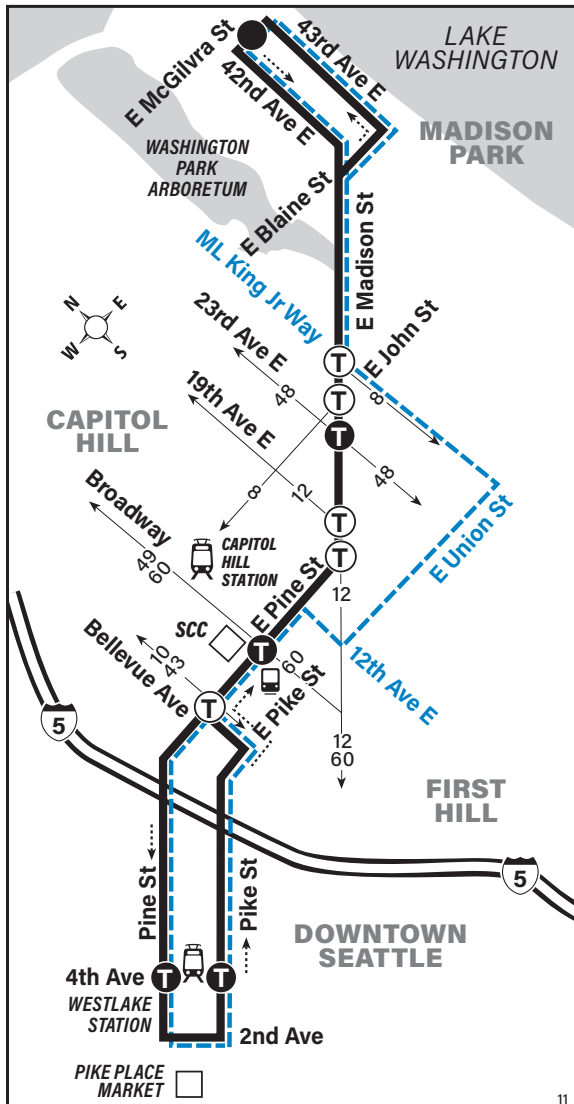 E McGilvra St
43rd Ave E
LAKE
WASHINGTON
42nd Ave E
MADISON
PARK
WASHINGTON
PARK
ARBORETUM
E Blaine St
E Madison St
ML King Jr Way
N
E
W
S
23rd Ave E
E John St
T
8
T
48
19th Ave E
T
CAPITOL
HILL
48
8
12
Broadway
T
E Union St
49
60
CAPITOL
HILL
STATION
T
E Pine St
12
SCC
T
60
12th Ave E
Bellevue Ave
10
43
T
E Pike St
5
12
60
FIRST
HILL
5
Pine St
Pike St
DOWNTOWN
SEATTLE
4th Ave
T
T
WESTLAKE
STATION
2nd Ave
PIKE PLACE
MARKET
11